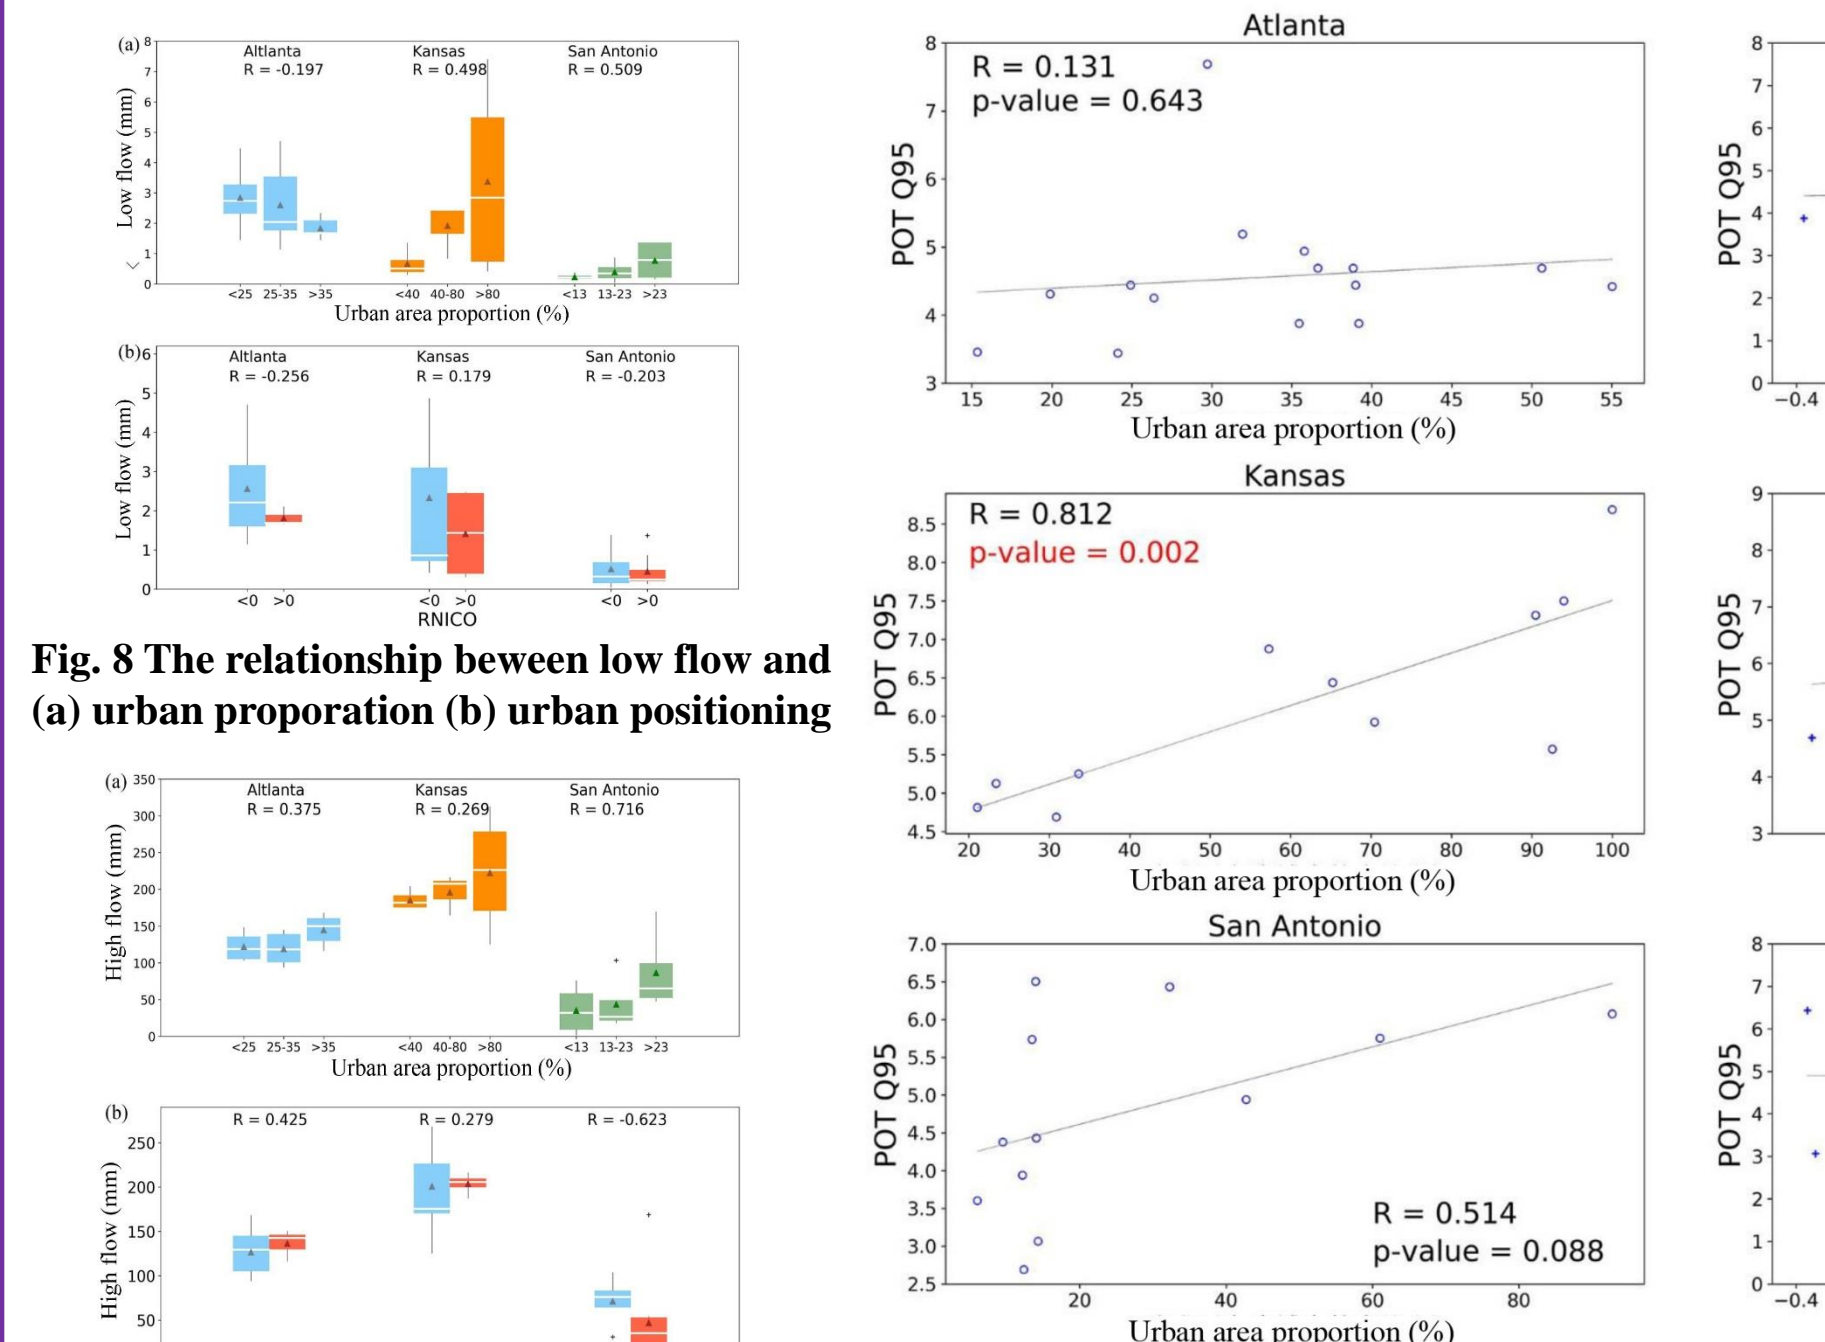 (a)
Altlanta
R = -0.197
Kansas
R = 0.498
San Antonio
R = 0.509
Low flow (mm)
8
7
6
5
4
3
2
1
0
<25 25-35 >35 <40 40-80 >80 <13 13-23 >23
Urban area proportion (%)
(b)
Altlanta
R = -0.256
Kansas
R = 0.179
San Antonio
R = -0.203
Low flow (mm)
6
5
4
3
2
1
0
<0 >0 <0 >0 <0 >0
RNICO
Fig. 8 The relationship beween low flow and
(a) urban proporation (b) urban positioning
(a)
Altlanta
R = 0.375
Kansas
R = 0.269
San Antonio
R = 0.716
High flow (mm)
350
300
250
200
150
100
50
0
<25 25-35 >35 <40 40-80 >80 <13 13-23 >23
Urban area proportion (%)
(b)
R = 0.425
R = 0.279
R = -0.623
High flow (mm)
250
200
150
100
50
Atlanta
R = 0.131
p-value = 0.643
POT Q95
8
7
6
5
4
3
15 20 25 30 35 40 45 50 55
Urban area proportion (%)
POT Q95
8
7
6
5
4
3
2
1
0
−0.4
Kansas
R = 0.812
p-value = 0.002
POT Q95
8.5
8.0
7.5
7.0
6.5
6.0
5.5
5.0
4.5
20 30 40 50 60 70 80 90 100
Urban area proportion (%)
POT Q95
9
8
7
6
5
4
3
San Antonio
R = 0.514
p-value = 0.088
POT Q95
7.0
6.5
6.0
5.5
5.0
4.5
4.0
3.5
3.0
2.5
20 40 60 80
Urban area proportion (%)
POT Q95
8
7
6
5
4
3
2
1
0
−0.4